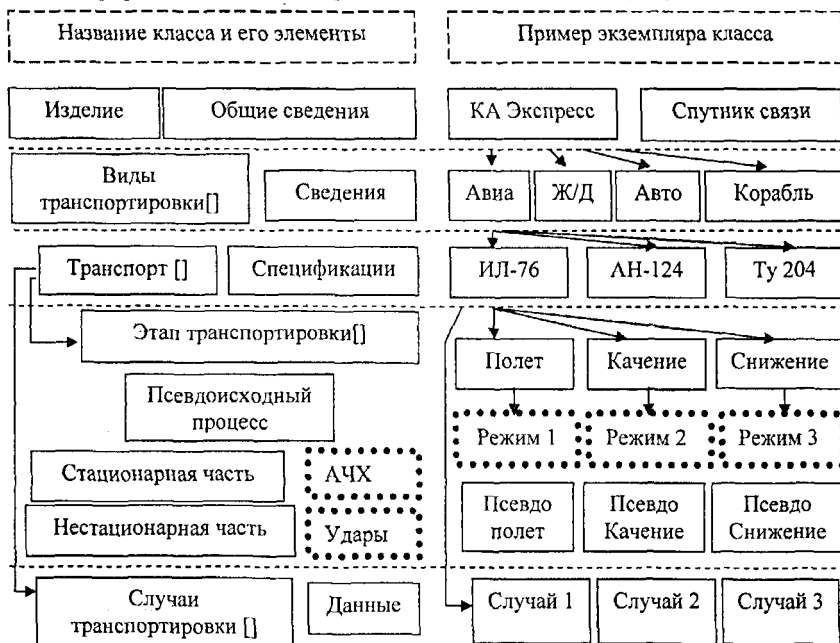 Название класса и его элементы
Пример экземпляра класса
Изделие
Общие сведения
КА Экспресс
Спутник связи
Виды
транспортировки[]
Сведения
Авиа
Ж/Д
Авто
Корабль
Транспорт []
Спецификации
ИЛ-76
АН-124
Ту 204
Этап транспортировки[]
Полет
Качение
Снижение
Псевдоисходный
процесс
Режим 1
Режим 2
Режим 3
Стационарная часть
АЧХ
Нестационарная часть
Удары
Псевдо
полет
Псевдо
Качение
Псевдо
Снижение
Случаи
транспортировки []
Данные
Случай 1
Случай 2
Случай 3